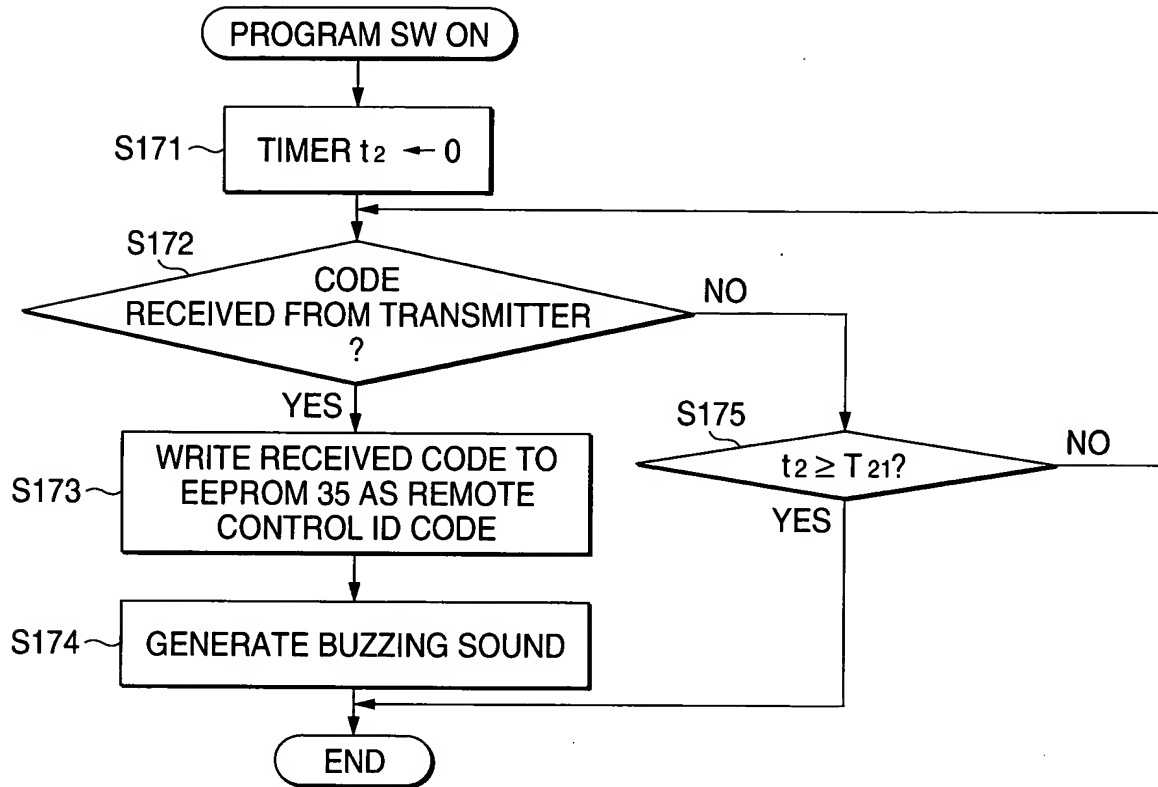 PROGRAM SW ON
S171
TIMER t2 ← 0
S172
CODE
RECEIVED FROM TRANSMITTER
?
NO
YES
S175
t2 ≥ T21?
NO
YES
S173
WRITE RECEIVED CODE TO
EEPROM 35 AS REMOTE
CONTROL ID CODE
S174
GENERATE BUZZING SOUND
END